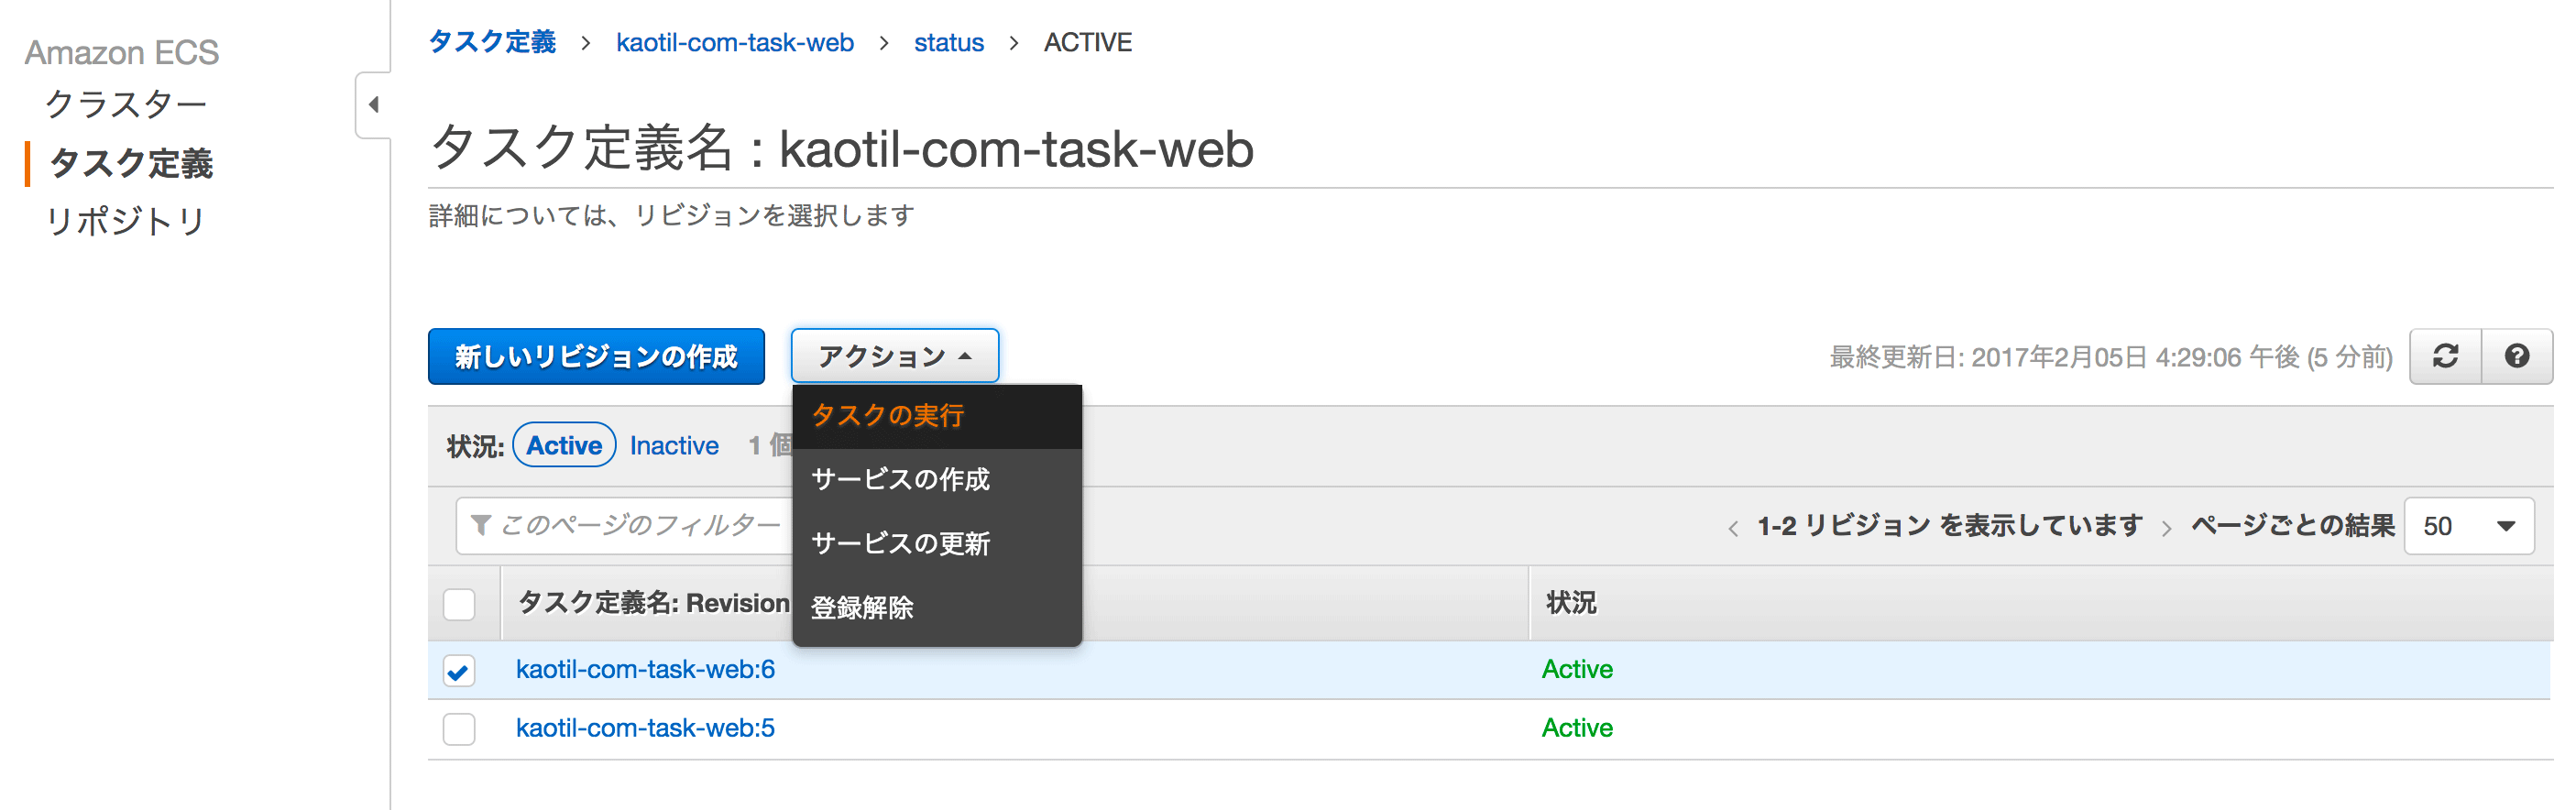 Amazon ECS
クラスター
タスク定義
リポジトリ
タスク定義 > kaotil-com-task-web > status > ACTIVE
タスク定義名 : kaotil-com-task-web
詳細については、リビジョンを選択します
新しいリビジョンの作成 アクション
最終更新日: 2017年2月05日 4:29:06 午後 (5 分前)
タスクの実行
サービスの作成
サービスの更新
登録解除
状況: Active Inactive 1 個
このページのフィルター
1-2 リビジョン を表示しています ページごとの結果 50
タスク定義名: Revision 状況
kaotil-com-task-web:6 Active
kaotil-com-task-web:5 Active